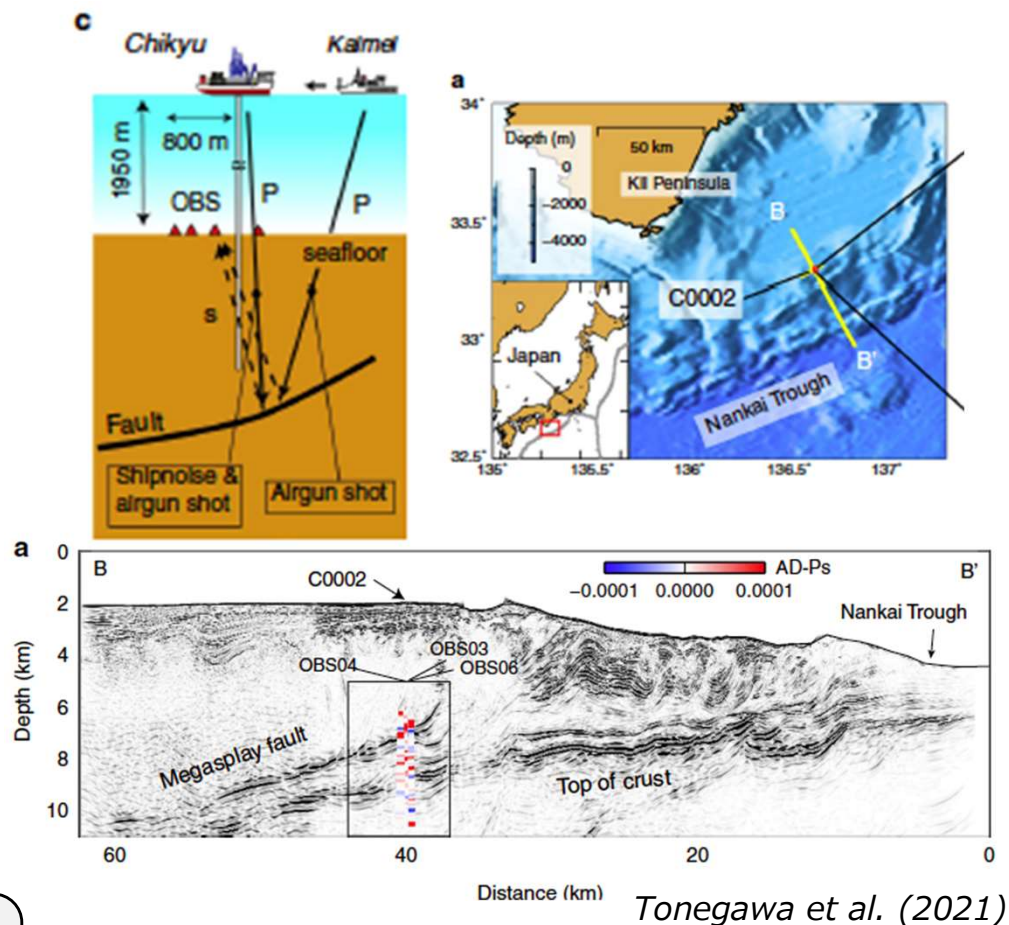 c
Chikyu
Kaimei
1950 m
800 m
OBS
P
P
seafloor
s
Fault
Shipnoise &
airgun shot
Airgun shot
a
34°
33.5°
33°
32.5°
135°
135.5°
136°
136.5°
137°
Depth (m)
0
−2000
−4000
50 km
KII Peninsula
B
C0002
B'
Japan
Nankai Trough
a
B
B'
C0002
−0.0001 0.0000 0.0001
AD-Ps
Nankai Trough
OBS03
OBS04
OBS06
Megasplay fault
Top of crust
Depth (km)
0
2
4
6
8
10
60
40
20
0
Distance (km)
Tonegawa et al. (2021)